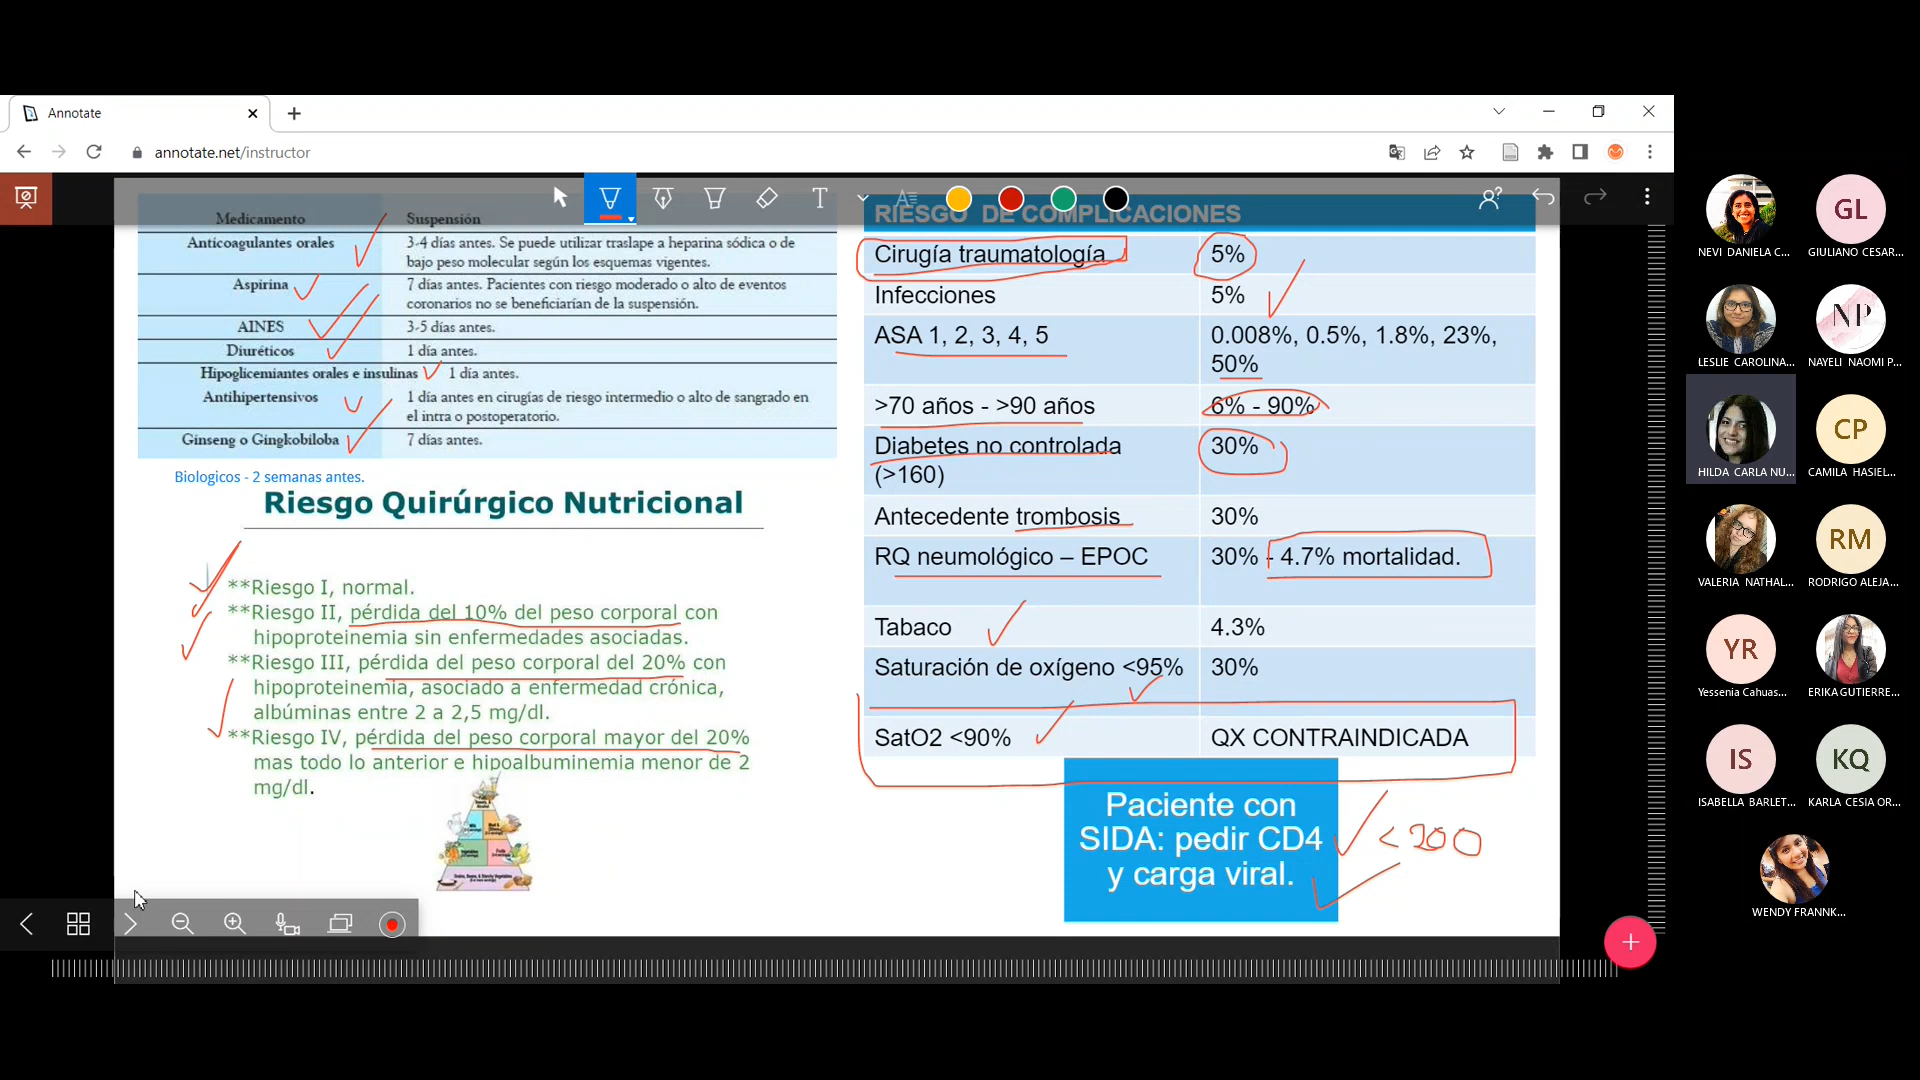 Annotate
annotate.net/instructor
Medicamento Suspensión
Anticoagulantes orales 3-4 días antes. Se puede utilizar traslape a heparina sódica o de
bajo peso molecular según los esquemas vigentes.
Aspirina 7 días antes. Pacientes con riesgo moderado o alto de eventos
coronarios no se beneficiarían de la suspensión.
AINES 3-5 días antes.
Diuréticos 1 día antes.
Hipoglicemiantes orales e insulinas 1 día antes.
Antihipertensivos 1 día antes en cirugías de riesgo intermedio o alto de sangrado en
el intra o postoperatorio.
Ginseng o Gingkobiloba 7 días antes.
Biologicos - 2 semanas antes.
Riesgo Quirúrgico Nutricional
**Riesgo I, normal.
**Riesgo II, pérdida del 10% del peso corporal con
hipoproteinemia sin enfermedades asociadas.
**Riesgo III, pérdida del peso corporal del 20% con
hipoproteinemia, asociado a enfermedad crónica,
albúminas entre 2 a 2,5 mg/dl.
**Riesgo IV, pérdida del peso corporal mayor del 20%
mas todo lo anterior e hipoalbuminemia menor de 2
mg/dl.
RIESGO DE COMPLICACIONES
Cirugía traumatología 5%
Infecciones 5%
ASA 1, 2, 3, 4, 5 0.008%, 0.5%, 1.8%, 23%,
50%
>70 años - >90 años 6% - 90%
Diabetes no controlada 30%
(>160)
Antecedente trombosis 30%
RQ neumológico – EPOC 30% - 4.7% mortalidad.
Tabaco 4.3%
Saturación de oxígeno <95% 30%
SatO2 <90% QX CONTRAINDICADA
Paciente con
SIDA: pedir CD4
y carga viral.
<200
NEVI DANIELA C...
GL
GIULIANO CESAR...
LESLIE CAROLINA...
NP
NAYELI NAOMI P...
HILDA CARLA NU...
CP
CAMILA HASIEL...
VALERIA NATHAL...
RM
RODRIGO ALEJA...
YR
Yessenia Cahuas...
ERIKA GUTIERRE...
IS
ISABELLA BARLET...
KQ
KARLA CESIA OR...
WENDY FRANNK...